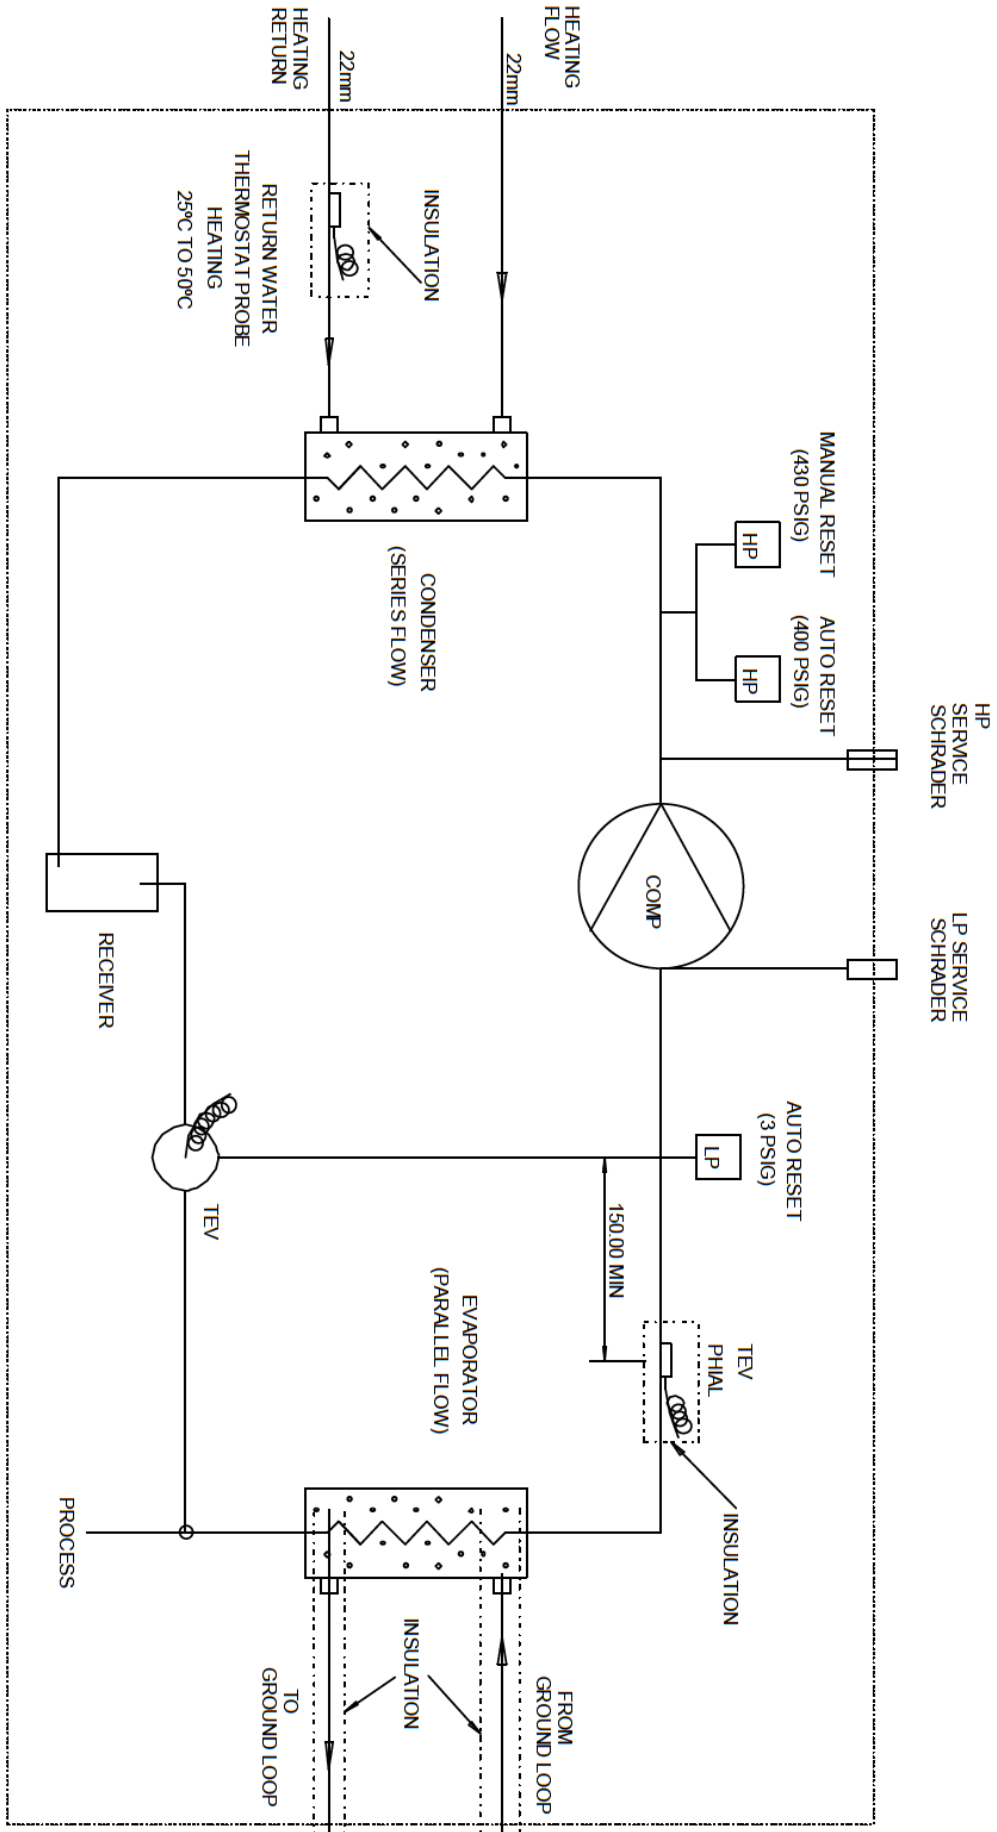 HEATING
FLOW
22mm
HEATING
RETURN
22mm
INSULATION
RETURN WATER
THERMOSTAT PROBE
HEATING
25ºC TO 50ºC
MANUAL RESET
(430 PSIG)
HP
AUTO RESET
(400 PSIG)
HP
HP
SERVICE
SCHRADER
CONDENSER
(SERIES FLOW)
COMP
LP SERVICE
SCHRADER
RECEIVER
AUTO RESET
(3 PSIG)
LP
150.00 MIN
TEV
TEV
PHIAL
INSULATION
EVAPORATOR
(PARALLEL FLOW)
PROCESS
INSULATION
FROM
GROUND LOOP
TO
GROUND LOOP